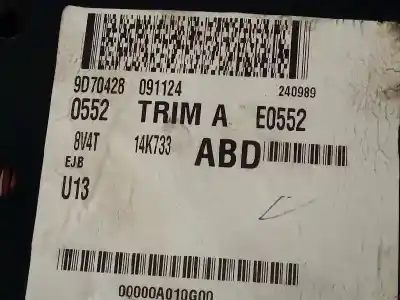 9D70428 091124 240989
0552 TRIM A E0552
8V4T 14K733 ABD
EJB
U13
00000A010G00